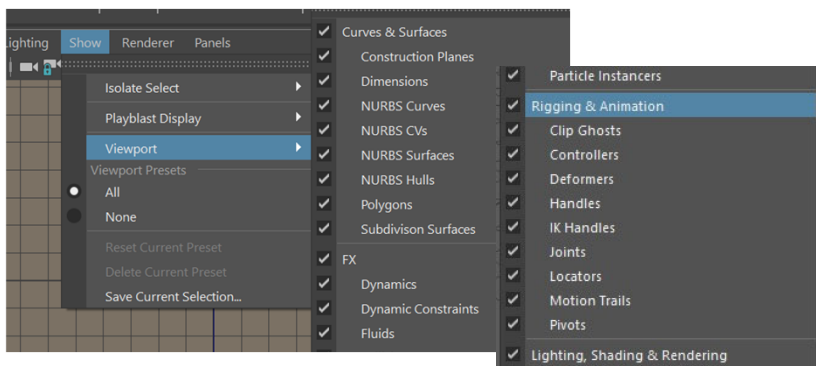 Lighting Show Renderer Panels
Isolate Select
Playblast Display
Viewport
Viewport Presets
All
None
Reset Current Preset
Delete Current Preset
Save Current Selection...
Curves & Surfaces
Construction Planes
Dimensions
NURBS Curves
NURBS CVs
NURBS Surfaces
NURBS Hulls
Polygons
Subdivison Surfaces
FX
Dynamics
Dynamic Constraints
Fluids
Particle Instancers
Rigging & Animation
Clip Ghosts
Controllers
Deformers
Handles
IK Handles
Joints
Locators
Motion Trails
Pivots
Lighting, Shading & Rendering